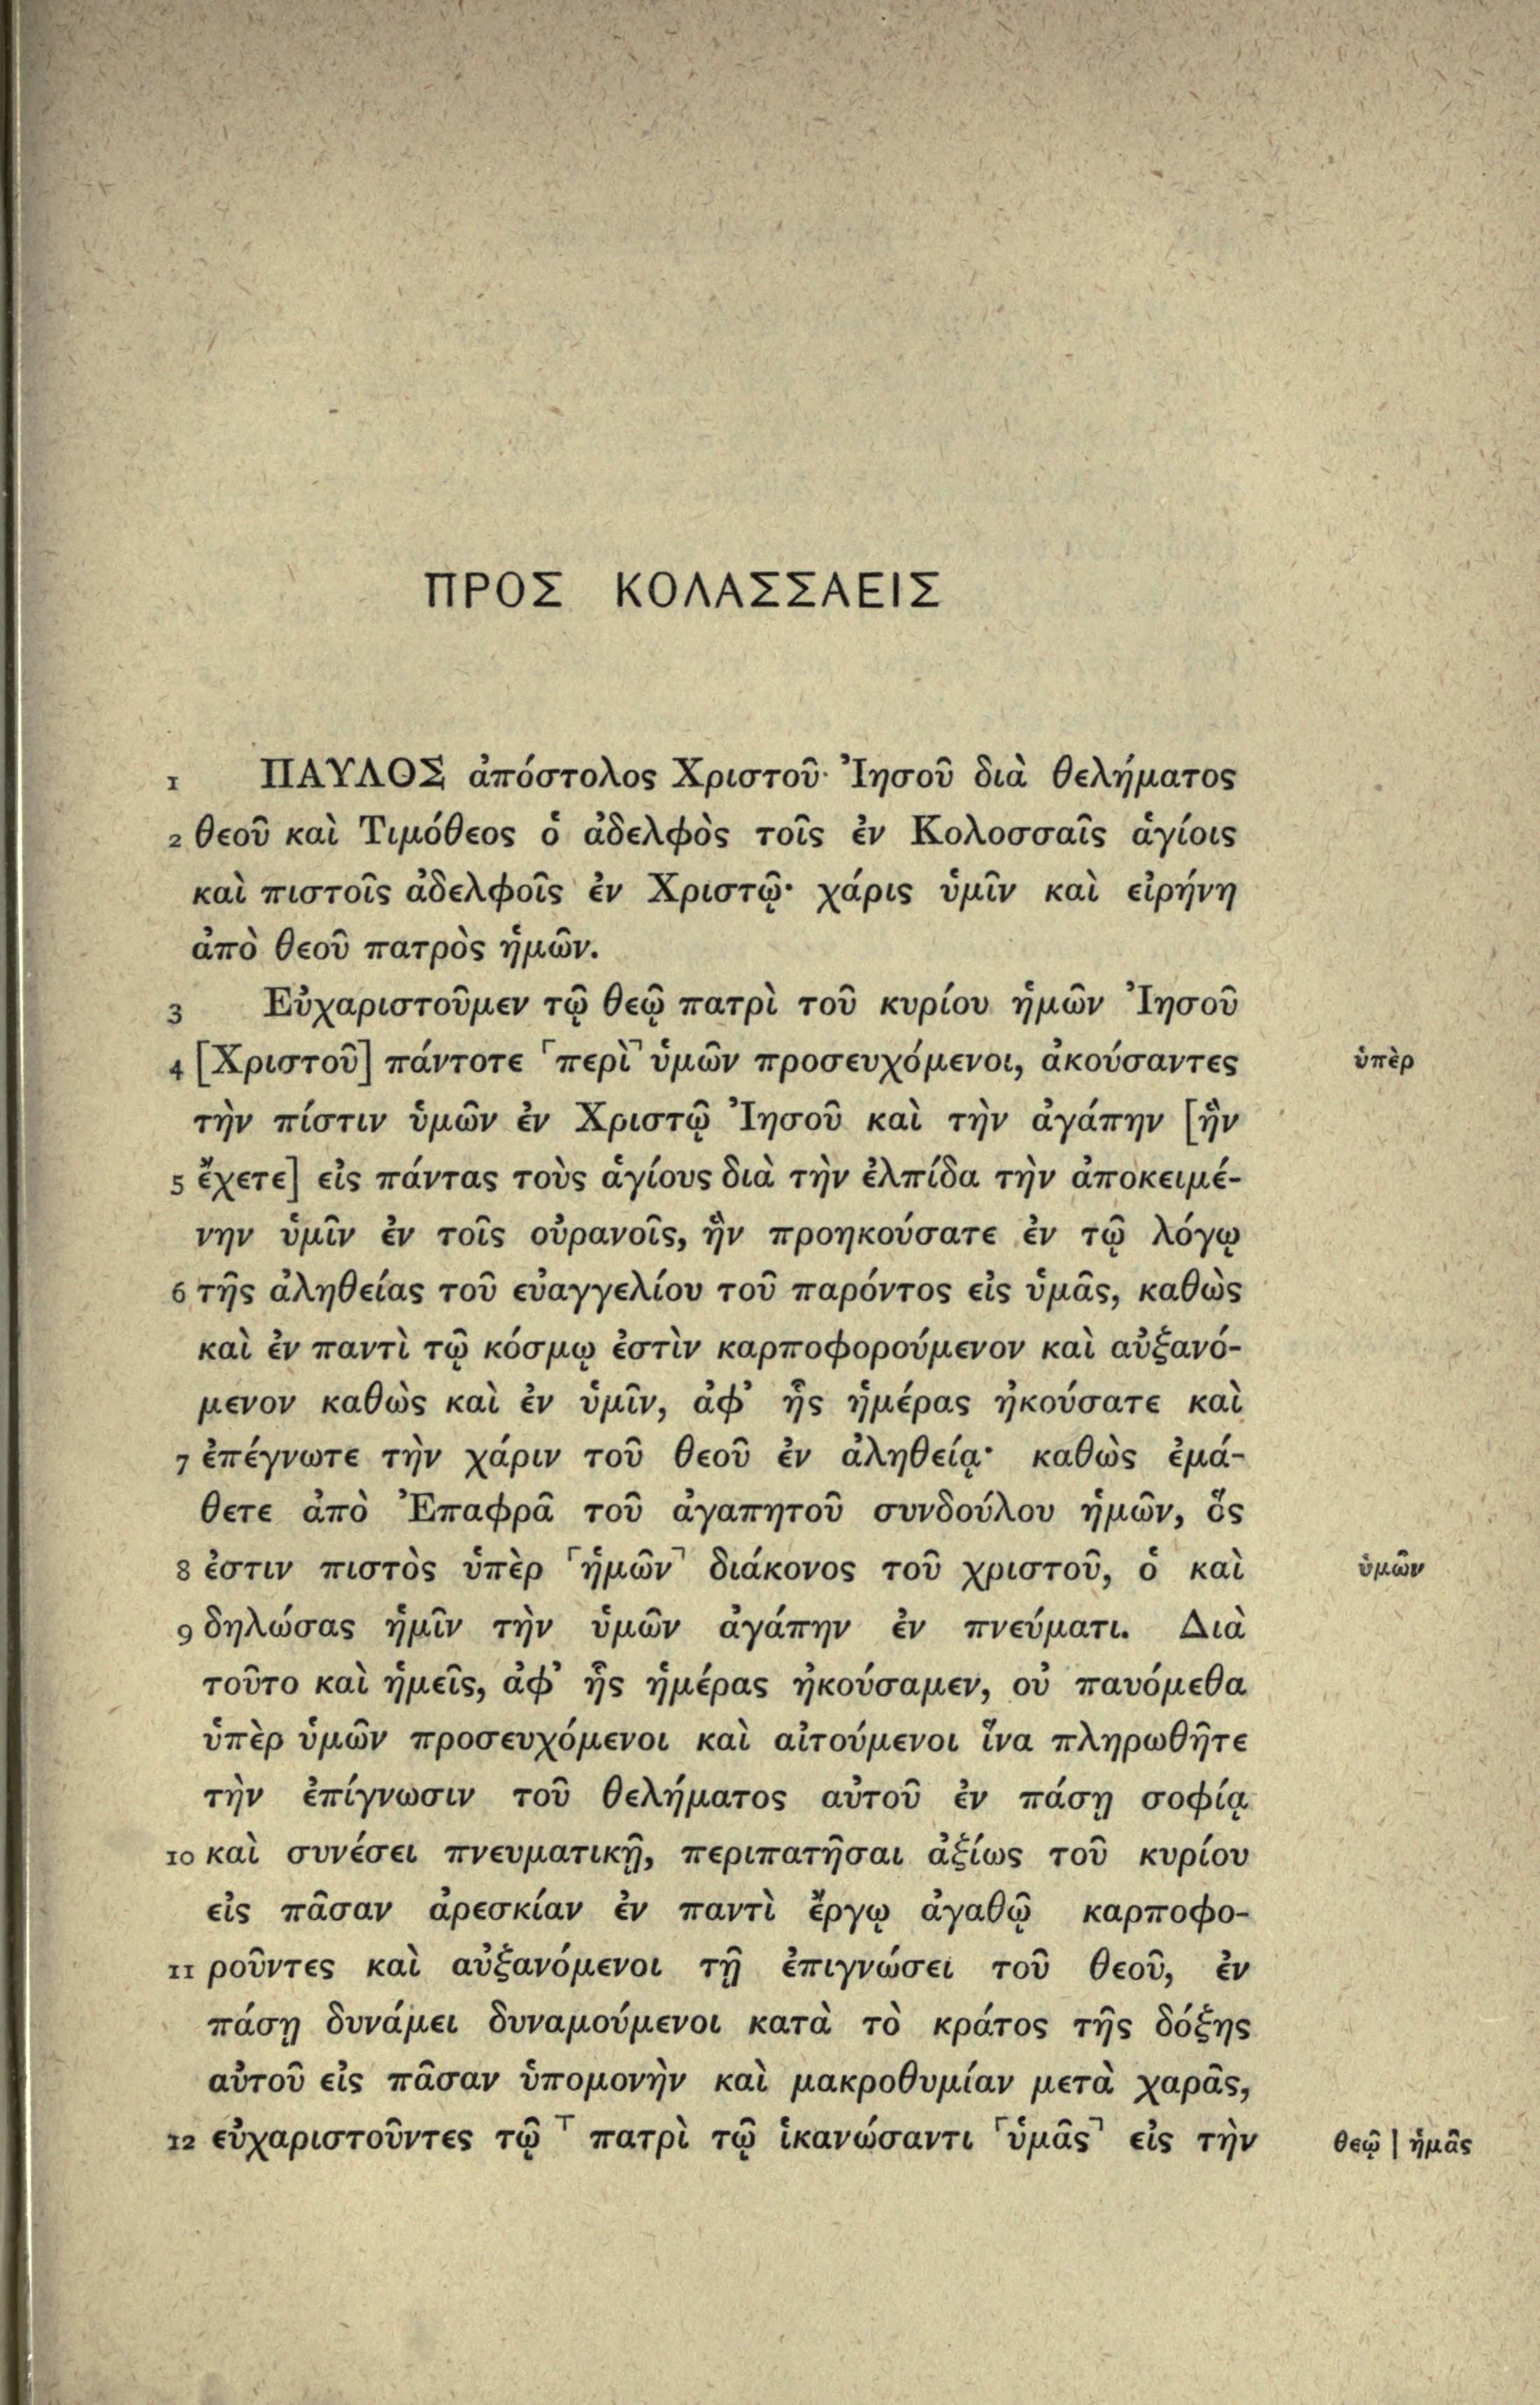 ΠΡΟΣ ΚΟΛΑΣΣΑΕΙΣ
1 ΠΑΥΛΟΣ ἀπόστολος Χριστοῦ Ἰησοῦ διὰ θελήματος
2 θεοῦ καὶ Τιμόθεος ὁ ἀδελφὸς τοῖς ἐν Κολοσσαῖς ἁγίοις
καὶ πιστοῖς ἀδελφοῖς ἐν Χριστῷ· χάρις ὑμῖν καὶ εἰρήνη
ἀπὸ θεοῦ πατρὸς ἡμῶν.
3 Εὐχαριστοῦμεν τῷ θεῷ πατρὶ τοῦ κυρίου ἡμῶν Ἰησοῦ
4 [Χριστοῦ] πάντοτε ⸀περὶ⸃ ὑμῶν προσευχόμενοι, ἀκούσαντες ὑπὲρ
τὴν πίστιν ὑμῶν ἐν Χριστῷ Ἰησοῦ καὶ τὴν ἀγάπην [ἣν
5 ἔχετε] εἰς πάντας τοὺς ἁγίους διὰ τὴν ἐλπίδα τὴν ἀποκειμέ-
νην ὑμῖν ἐν τοῖς οὐρανοῖς, ἣν προηκούσατε ἐν τῷ λόγῳ
6 τῆς ἀληθείας τοῦ εὐαγγελίου τοῦ παρόντος εἰς ὑμᾶς, καθὼς
καὶ ἐν παντὶ τῷ κόσμῳ ἐστὶν καρποφορούμενον καὶ αὐξανό-
μενον καθὼς καὶ ἐν ὑμῖν, ἀφ᾽ ἧς ἡμέρας ἠκούσατε καὶ
7 ἐπέγνωτε τὴν χάριν τοῦ θεοῦ ἐν ἀληθείᾳ· καθὼς ἐμά-
θετε ἀπὸ Ἐπαφρᾶ τοῦ ἀγαπητοῦ συνδούλου ἡμῶν, ὅς
8 ἐστιν πιστὸς ὑπὲρ ⸀ἡμῶν⸃ διάκονος τοῦ χριστοῦ, ὁ καὶ ὑμῶν
9 δηλώσας ἡμῖν τὴν ὑμῶν ἀγάπην ἐν πνεύματι. Διὰ
τοῦτο καὶ ἡμεῖς, ἀφ᾽ ἧς ἡμέρας ἠκούσαμεν, οὐ παυόμεθα
ὑπὲρ ὑμῶν προσευχόμενοι καὶ αἰτούμενοι ἵνα πληρωθῆτε
τὴν ἐπίγνωσιν τοῦ θελήματος αὐτοῦ ἐν πάσῃ σοφίᾳ
10 καὶ συνέσει πνευματικῇ, περιπατῆσαι ἀξίως τοῦ κυρίου
εἰς πᾶσαν ἀρεσκίαν ἐν παντὶ ἔργῳ ἀγαθῷ καρποφο-
11 ροῦντες καὶ αὐξανόμενοι τῇ ἐπιγνώσει τοῦ θεοῦ, ἐν
πάσῃ δυνάμει δυναμούμενοι κατὰ τὸ κράτος τῆς δόξης
αὐτοῦ εἰς πᾶσαν ὑπομονὴν καὶ μακροθυμίαν μετὰ χαρᾶς,
12 εὐχαριστοῦντες τῷ ⸆ πατρὶ τῷ ἱκανώσαντι ⸀ὑμᾶς⸃ εἰς τὴν θεῷ | ἡμᾶς